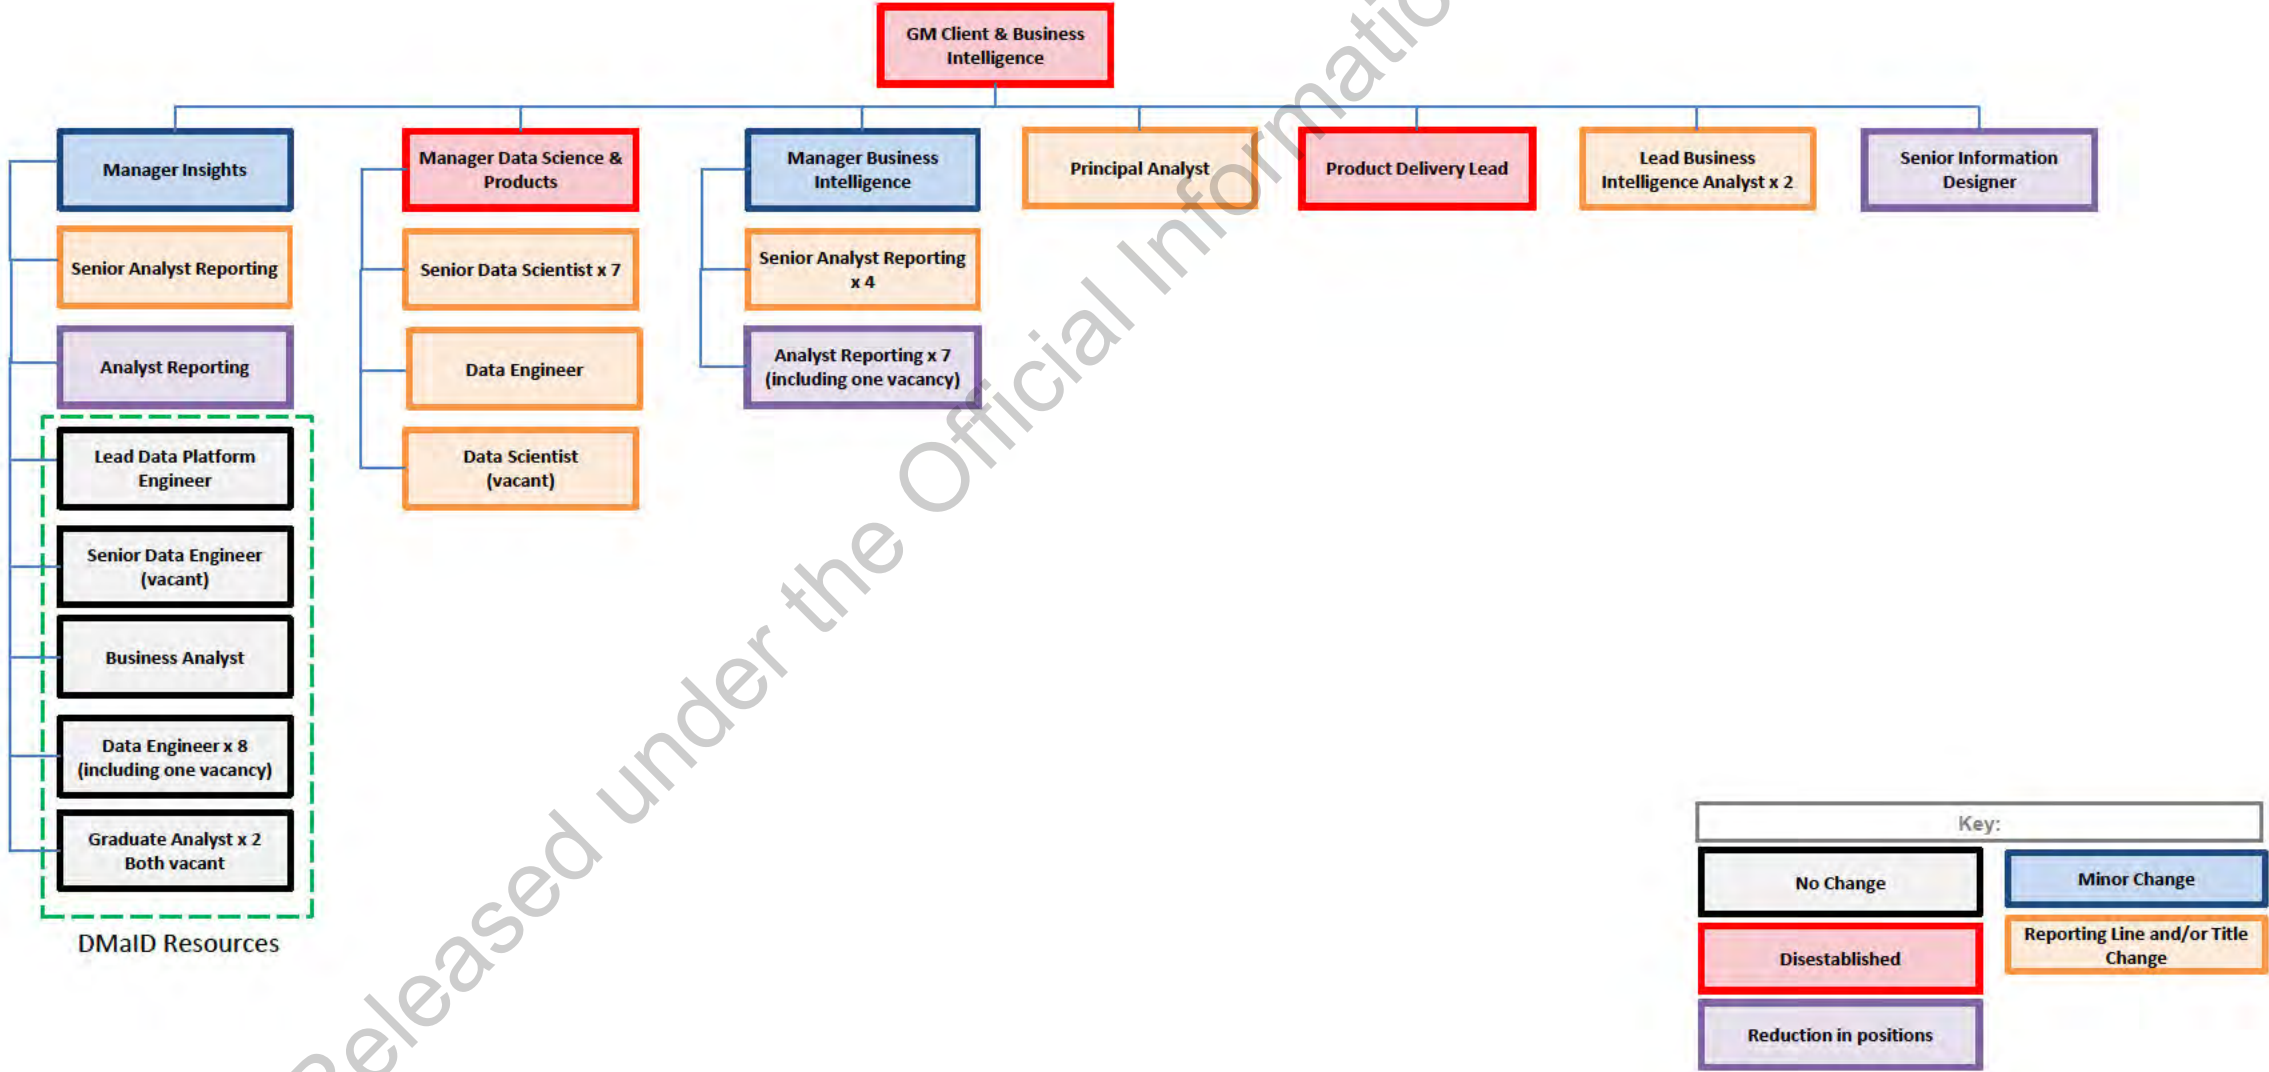 GM Client & Business
Intelligence
Manager Insights
Manager Data Science &
Products
Manager Business
Intelligence
Principal Analyst
Product Delivery Lead
Lead Business
Intelligence Analyst x 2
Senior Information
Designer
Senior Analyst Reporting
Senior Data Scientist x 7
Senior Analyst Reporting
x 4
Analyst Reporting
Data Engineer
Analyst Reporting x 7
(including one vacancy)
Lead Data Platform
Engineer
Data Scientist
(vacant)
Senior Data Engineer
(vacant)
Business Analyst
Data Engineer x 8
(including one vacancy)
Graduate Analyst x 2
Both vacant
DMaID Resources
Key:
No Change
Minor Change
Disestablished
Reporting Line and/or Title
Change
Reduction in positions
Released under the Official Informatio